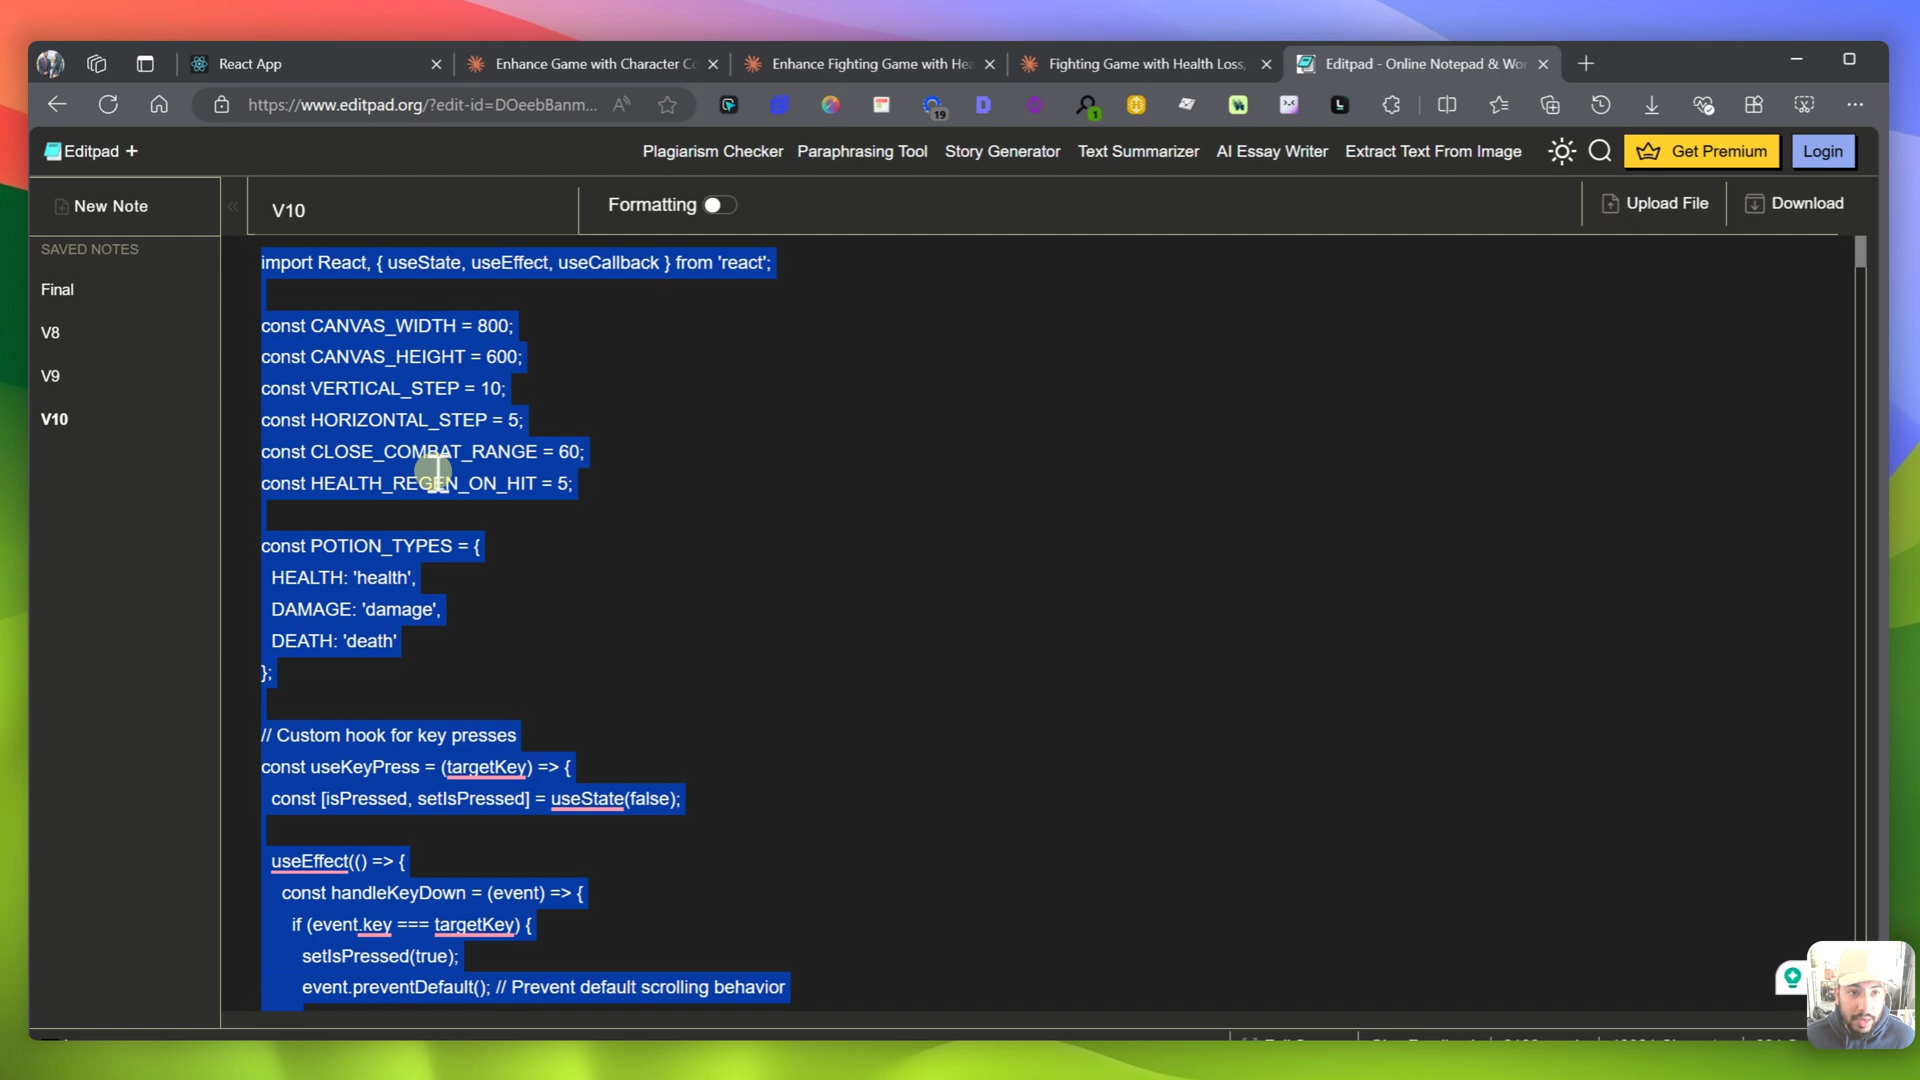 React App
Enhance Game with Character Co
Enhance Fighting Game with Hea
Fighting Game with Health Loss,
Editpad - Online Notepad & Wor
https://www.editpad.org/?edit-id=DOeebBanm...
19
1
Editpad +
Plagiarism Checker
Paraphrasing Tool
Story Generator
Text Summarizer
AI Essay Writer
Extract Text From Image
Get Premium
Login
New Note
V10
Formatting
Upload File
Download
SAVED NOTES
Final
V8
V9
V10
import React, { useState, useEffect, useCallback } from 'react';
const CANVAS_WIDTH = 800;
const CANVAS_HEIGHT = 600;
const VERTICAL_STEP = 10;
const HORIZONTAL_STEP = 5;
const CLOSE_COMBAT_RANGE = 60;
const HEALTH_REGEN_ON_HIT = 5;
const POTION_TYPES = {
HEALTH: 'health',
DAMAGE: 'damage',
DEATH: 'death'
};
// Custom hook for key presses
const useKeyPress = (targetKey) => {
const [isPressed, setIsPressed] = useState(false);
useEffect(() => {
const handleKeyDown = (event) => {
if (event.key === targetKey) {
setIsPressed(true);
event.preventDefault(); // Prevent default scrolling behavior